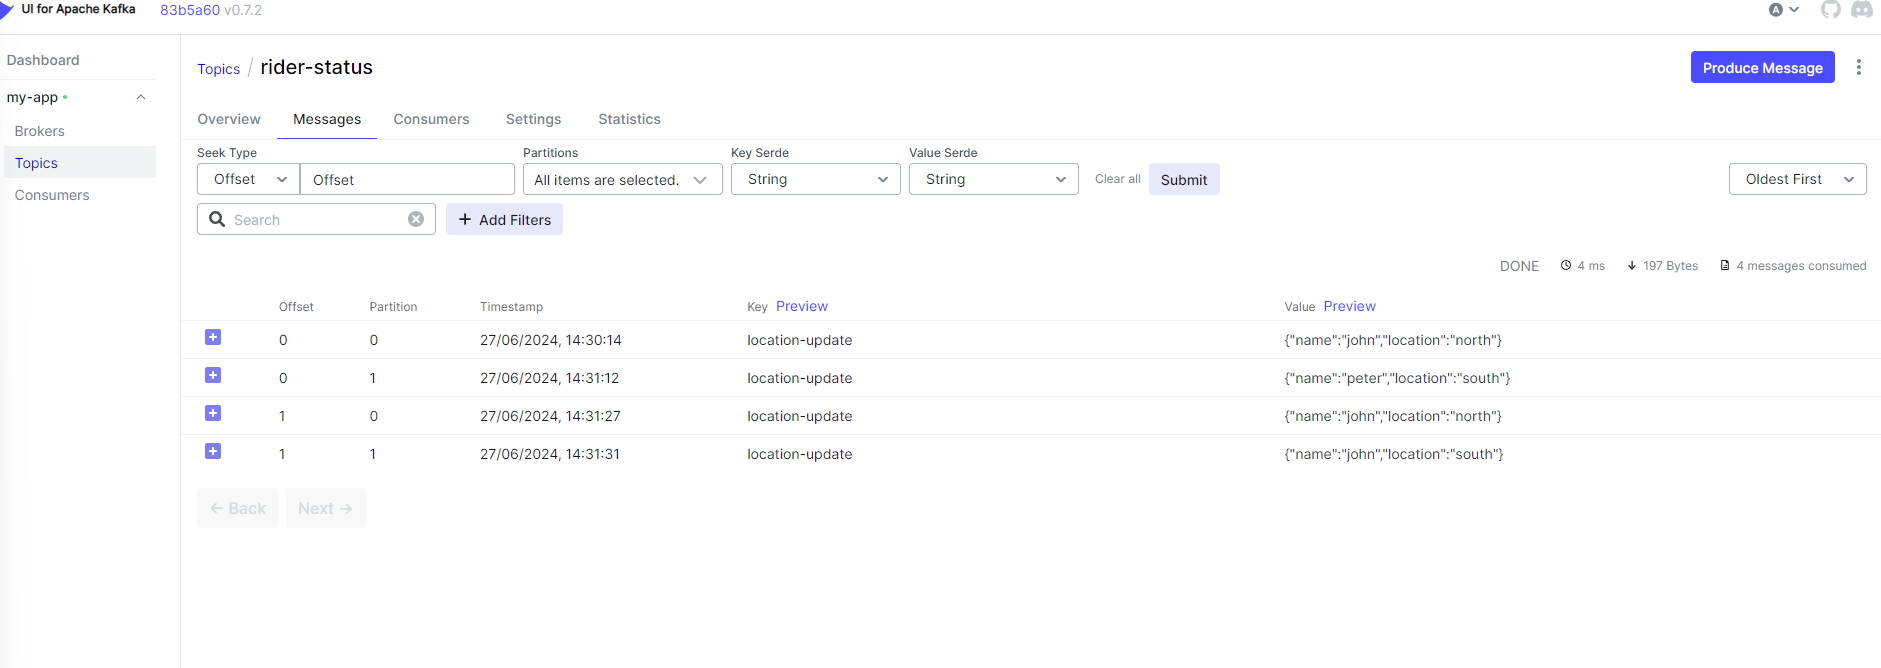 UI for Apache Kafka 83b5a60 v0.7.2 A
Dashboard
my-app
Brokers
Topics
Consumers
Topics / rider-status
Produce Message
Overview Messages Consumers Settings Statistics
Seek Type Partitions Key Serde Value Serde
Offset Offset All items are selected. String String Clear all Submit Oldest First
Search + Add Filters
DONE 4 ms 197 Bytes 4 messages consumed
Offset Partition Timestamp Key Preview Value Preview
0 0 27/06/2024, 14:30:14 location-update {"name":"john","location":"north"}
0 1 27/06/2024, 14:31:12 location-update {"name":"peter","location":"south"}
1 0 27/06/2024, 14:31:27 location-update {"name":"john","location":"north"}
1 1 27/06/2024, 14:31:31 location-update {"name":"john","location":"south"}
← Back Next →